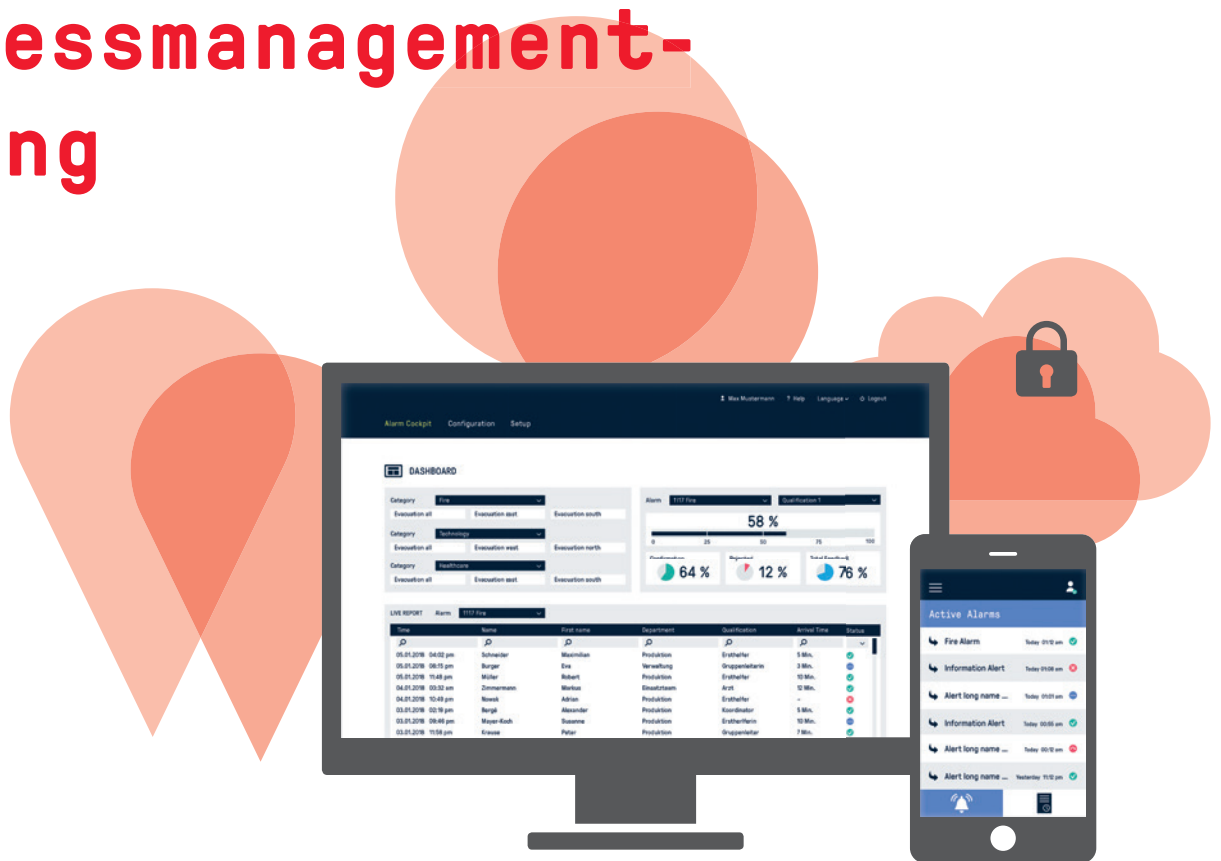 essmanagement-
ng
Max Mustermann ? Help Language Logout
Alarm Cockpit Configuration Setup
DASHBOARD
Category Fire
Evacuation all Evacuation east Evacuation south
Category Technology
Evacuation all Evacuation west Evacuation north
Category Healthcare
Evacuation all Evacuation east Evacuation south
Alarm 1117 Fire Qualification 1
58 %
0 25 50 75 100
64 % 12 % 76 %
LIVE REPORT Alarm 1117 Fire
Time Name First name Department Qualification Arrival Time Status
05.01.2018 04:02 pm Schneider Maximilian Produktion Ersthelfer 5 Min.
05.01.2018 06:15 pm Burger Eva Verwaltung Gruppenleiterin 3 Min.
05.01.2018 11:48 pm Müller Robert Produktion Ersthelfer 10 Min.
04.01.2018 03:32 am Zimmermann Markus Einsatzteam Arzt 12 Min.
04.01.2018 10:49 pm Nowak Adrian Produktion Ersthelfer -
03.01.2018 02:19 pm Bergé Alexander Produktion Koordinator 5 Min.
03.01.2018 09:46 pm Mayer-Koch Susanne Produktion 10 Min.
03.01.2018 11:58 pm Krause Peter Produktion Gruppenleiter 7 Min.
Active Alarms
Fire Alarm Today 01:12 am
Information Alert Today 01:09 am
Alert long name ... Today 01:01 am
Information Alert Today 00:55 am
Alert long name ... Today 00:12 am
Alert long name ... Yesterday 11:12 pm